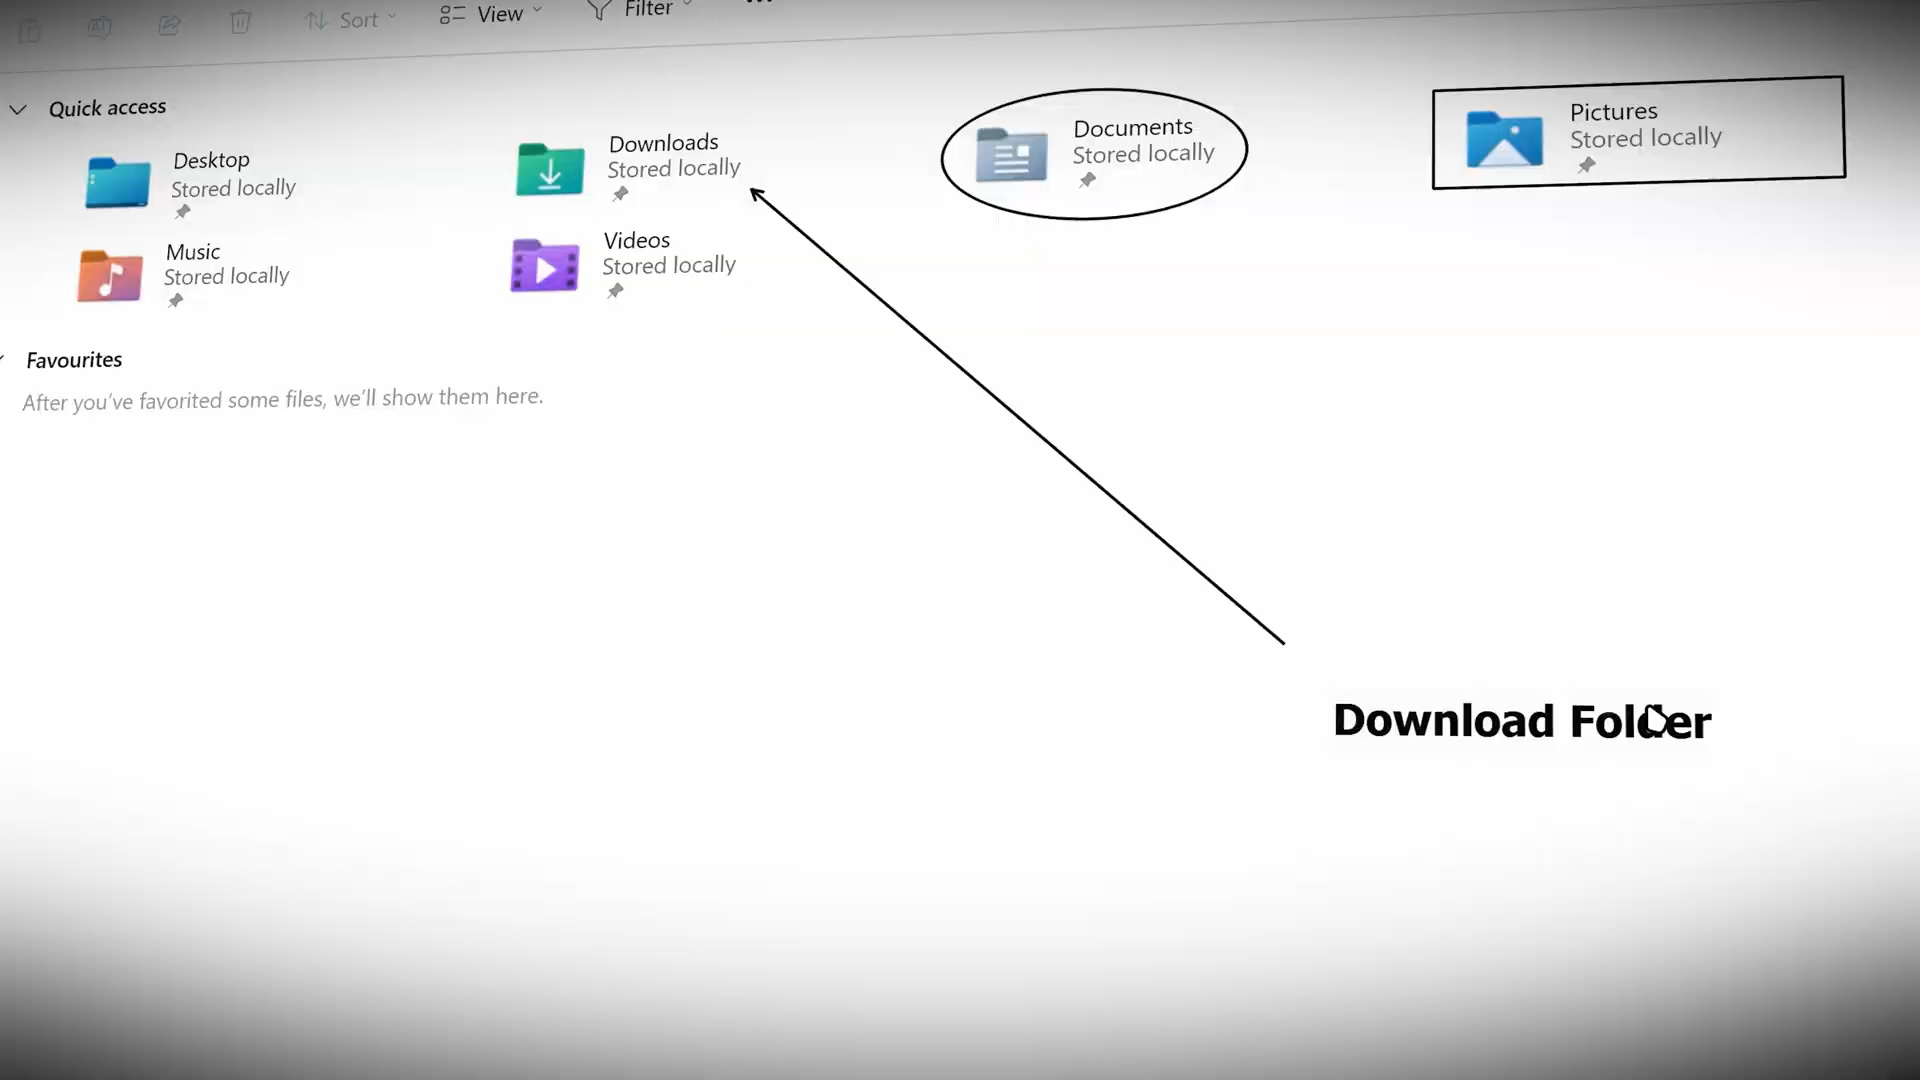 Sort
View
Filter
Quick access
Desktop
Stored locally
Downloads
Stored locally
Documents
Stored locally
Pictures
Stored locally
Music
Stored locally
Videos
Stored locally
Favourites
After you've favorited some files, we'll show them here.
Download Folder